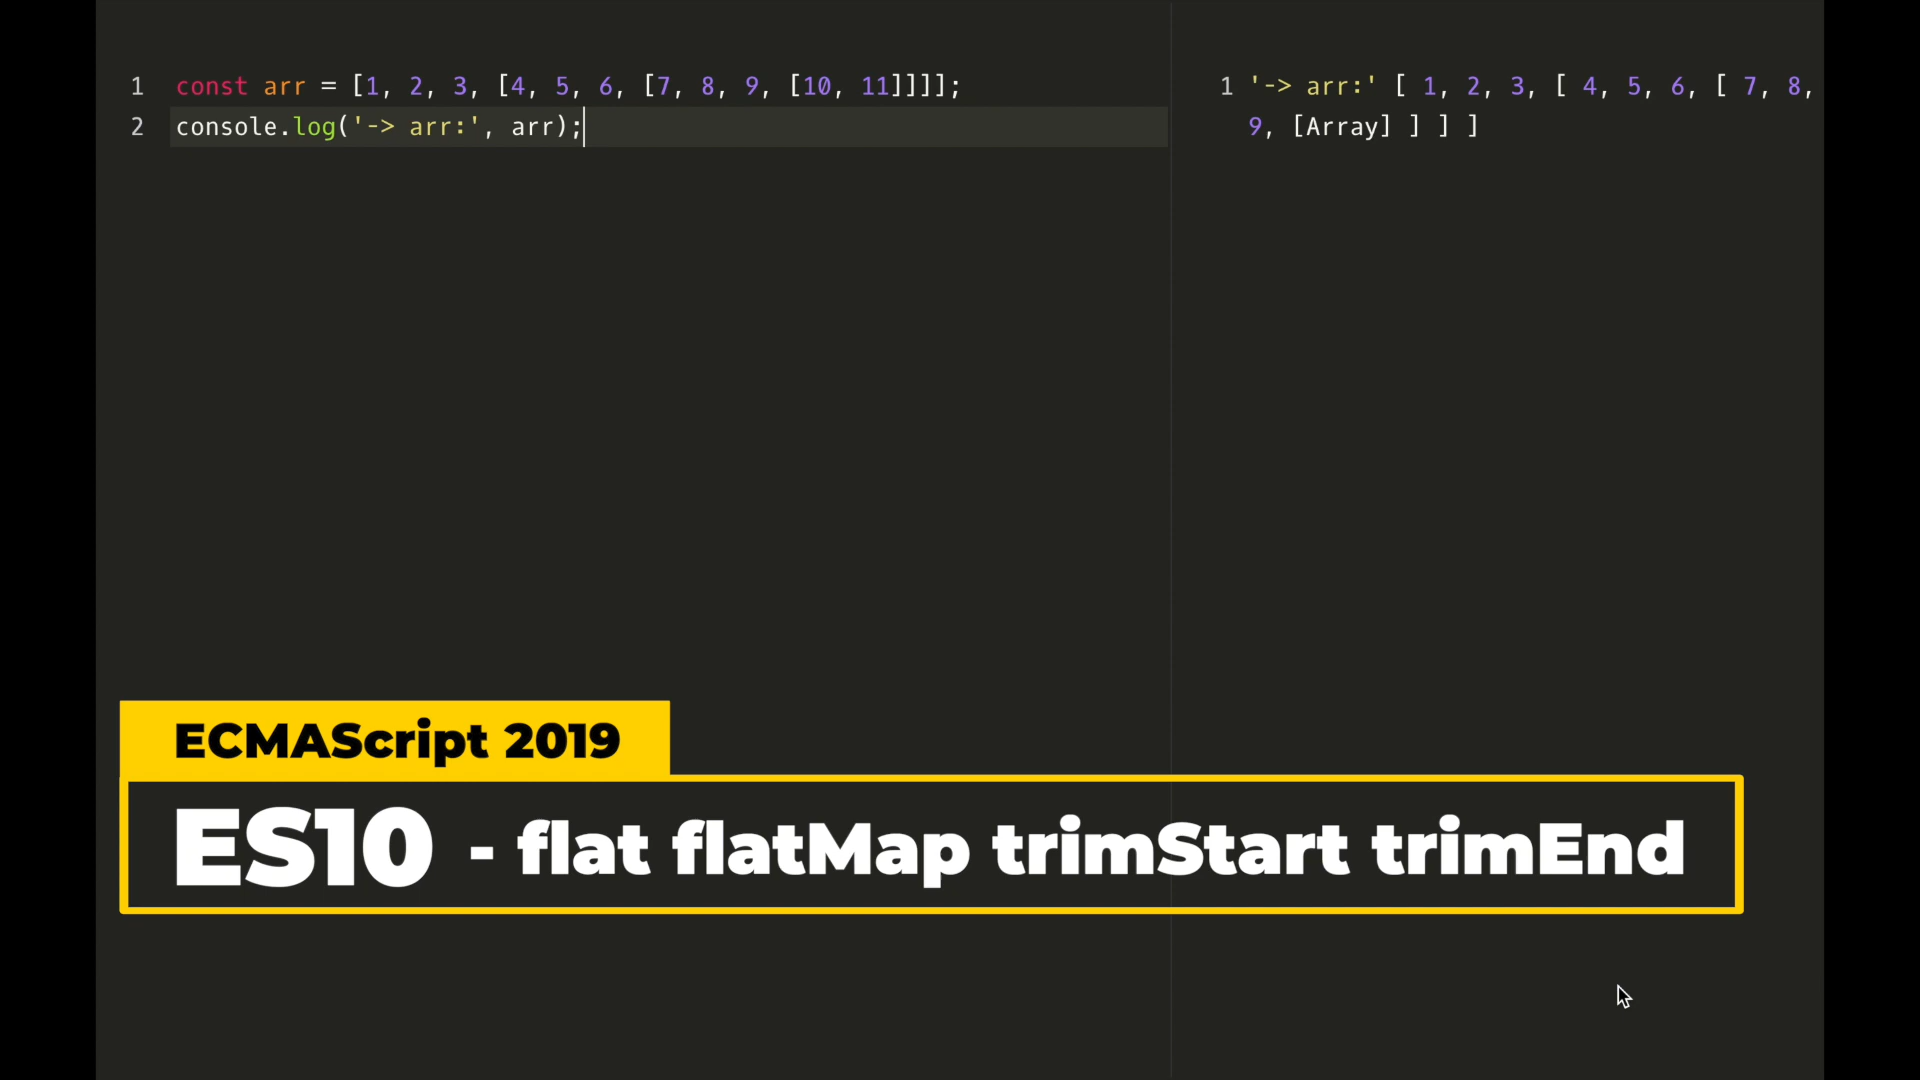 1 const arr = [1, 2, 3, [4, 5, 6, [7, 8, 9, [10, 11]]]];
2 console.log('-> arr:', arr);
1 '-> arr:' [ 1, 2, 3, [ 4, 5, 6, [ 7, 8,
9, [Array] ] ] ]
ECMAScript 2019
ES10 - flat flatMap trimStart trimEnd